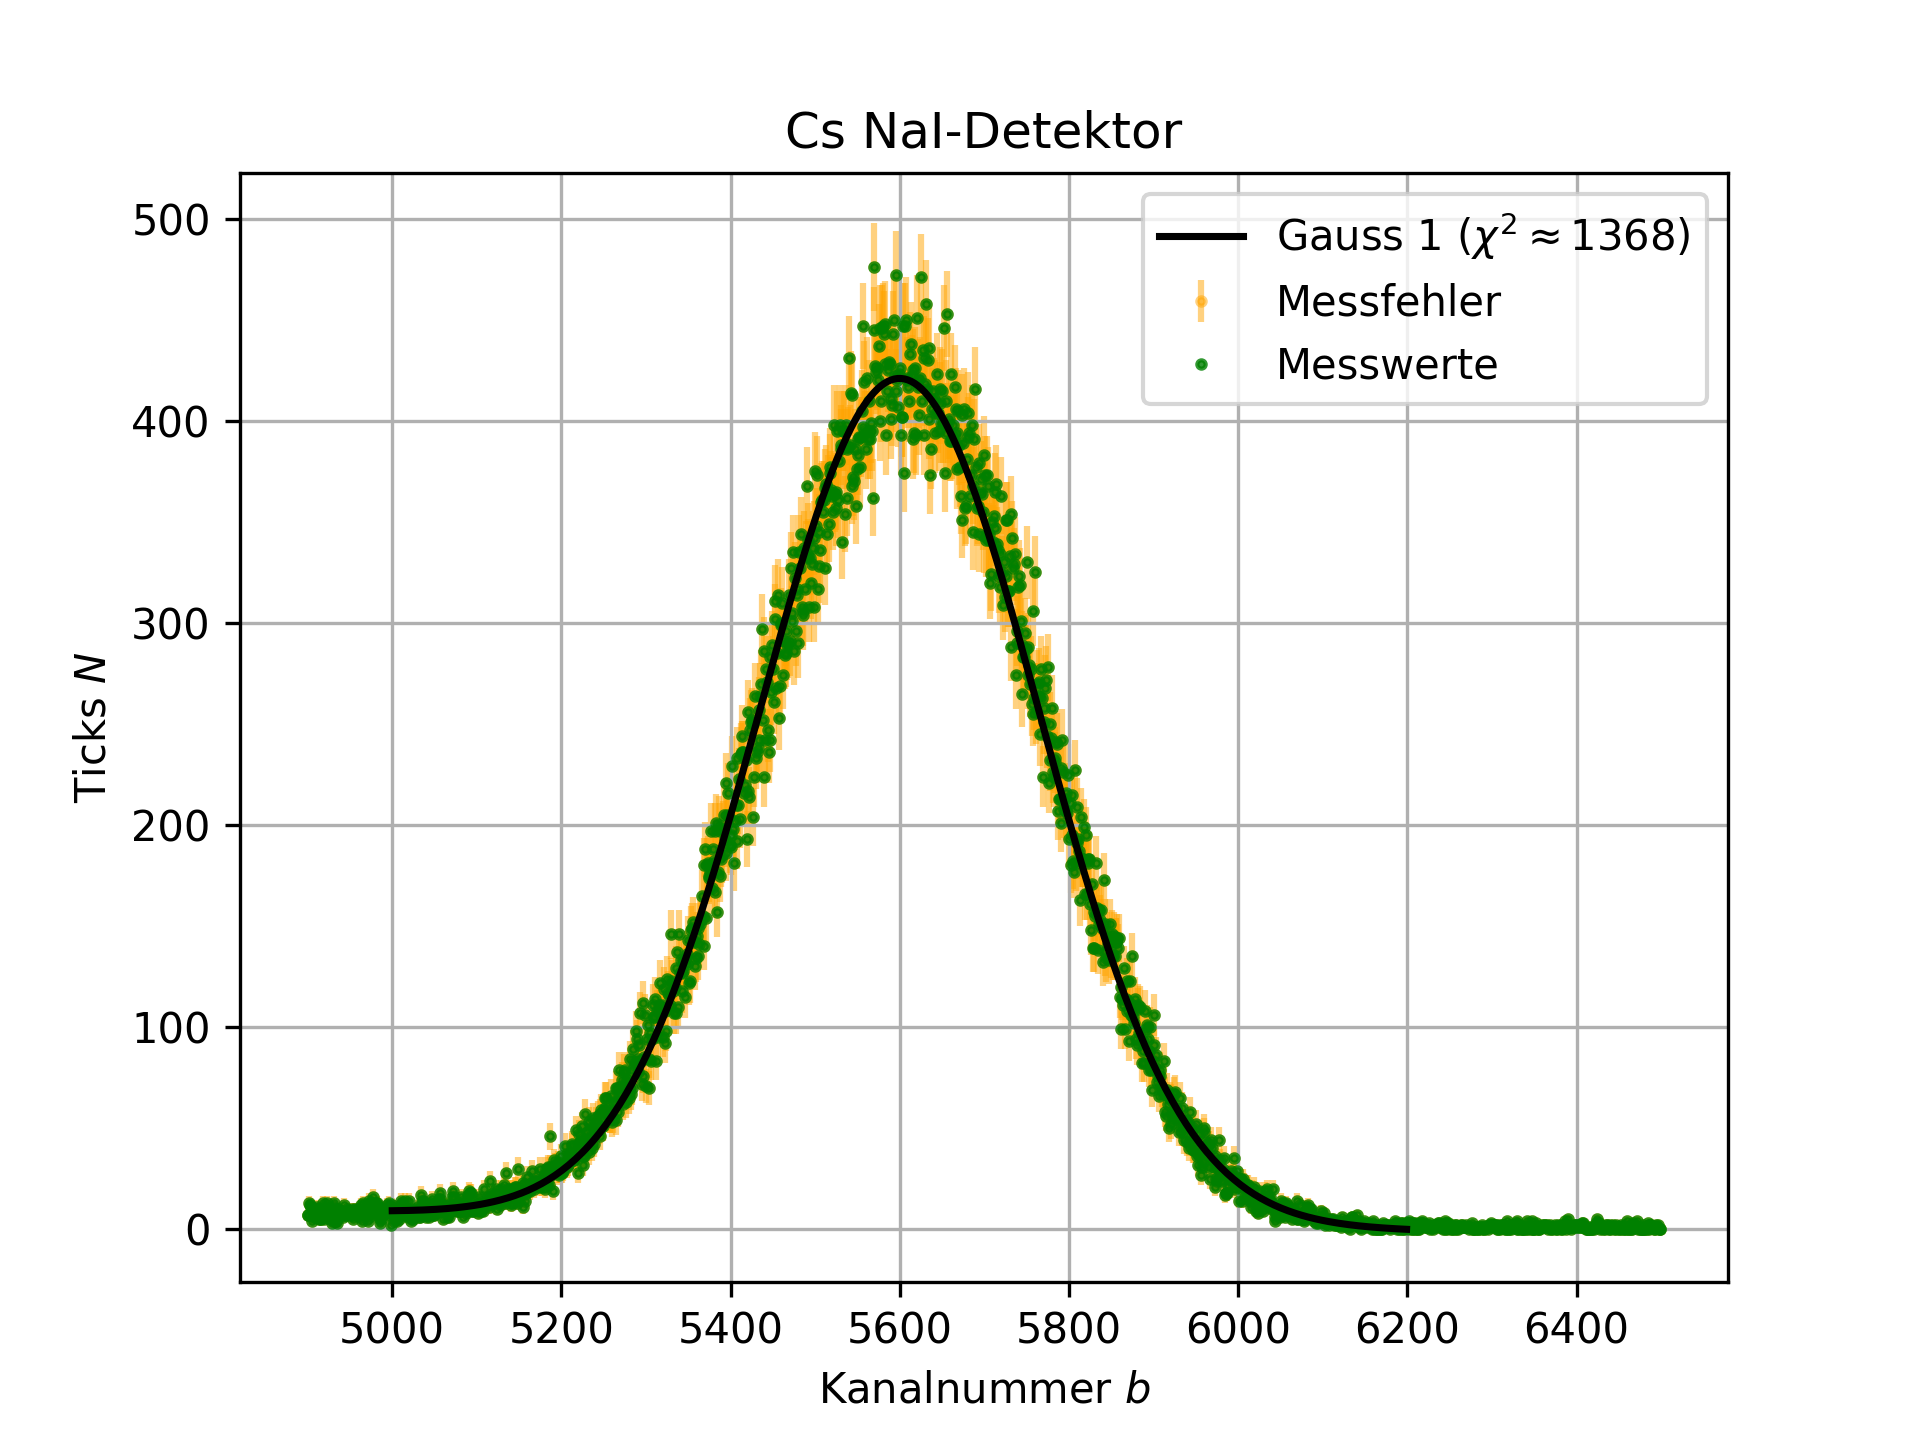 Cs NaI-Detektor
Gauss 1 (χ² ≈ 1368)
Messfehler
Messwerte
500
400
300
200
100
0
Ticks N
5000 5200 5400 5600 5800 6000 6200 6400
Kanalnummer b